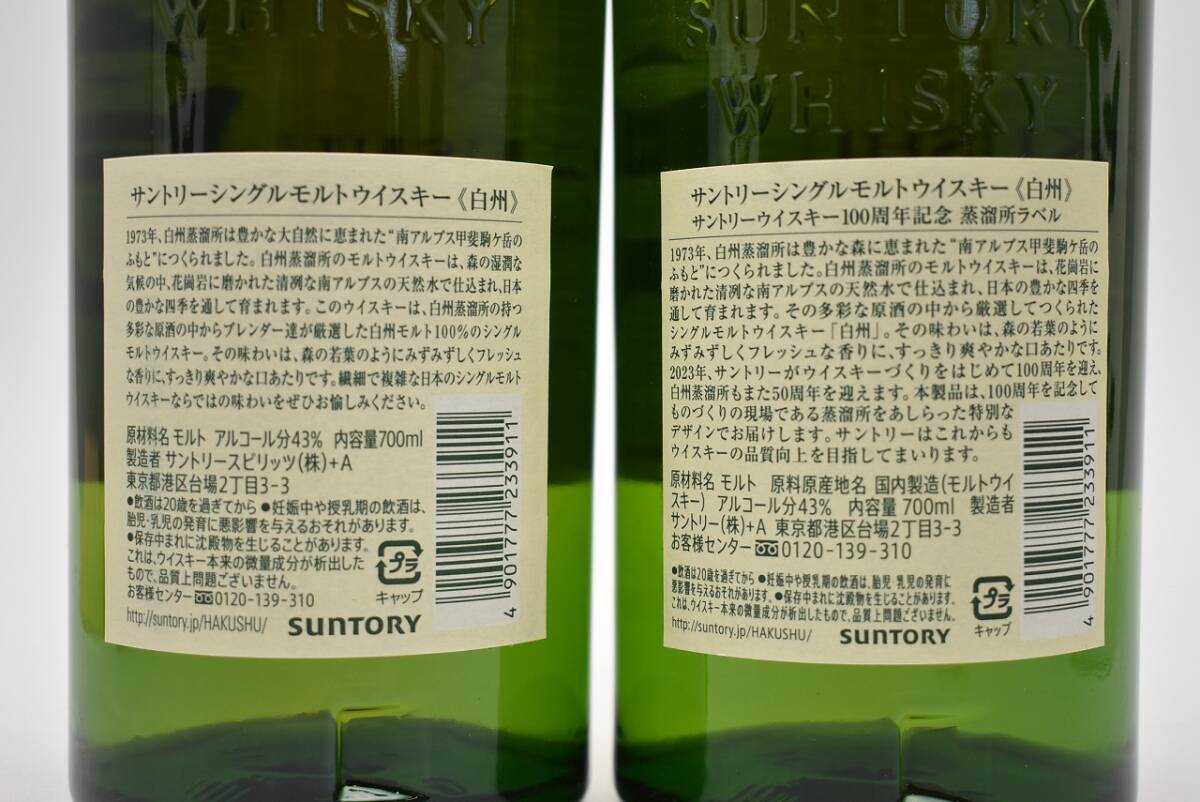 WHISKY
サントリーシングルモルトウイスキー《白州》
1973年、白州蒸溜所は豊かな大自然に恵まれた“南アルプス甲斐駒ケ岳の
ふもと”につくられました。白州蒸溜所のモルトウイスキーは、森の湿潤な
気候の中、花崗岩に磨かれた清冽な南アルプスの天然水で仕込まれ、日本
の豊かな四季を通して育まれます。このウイスキーは、白州蒸溜所の持つ
多彩な原酒の中からブレンダー達が厳選した白州モルト100%のシングル
モルトウイスキー。その味わいは、森の若葉のようにみずみずしくフレッシュ
な香りに、すっきり爽やかな口あたりです。繊細で複雑な日本のシングルモルト
ウイスキーならではの味わいをぜひお愉しみください。
原材料名 モルト アルコール分43% 内容量700ml
製造者 サントリースピリッツ(株)+A
東京都港区台場2丁目3-3
●飲酒は20歳を過ぎてから ●妊娠中や授乳期の飲酒は、
胎児・乳児の発育に悪影響を与えるおそれがあります。
●保存中まれに沈殿物を生じることがあります。
これは、ウイスキー本来の微量成分が析出した
もので、品質上問題ございません。
お客様センター 0120-139-310
http://suntory.jp/HAKUSHU/ SUNTORY
プラ
キャップ
4 901777 233911
SUNTORY
WHISKY
サントリーシングルモルトウイスキー《白州》
サントリーウイスキー100周年記念 蒸溜所ラベル
1973年、白州蒸溜所は豊かな森に恵まれた“南アルプス甲斐駒ケ岳の
ふもと”につくられました。白州蒸溜所のモルトウイスキーは、花崗岩に
磨かれた清冽な南アルプスの天然水で仕込まれ、日本の豊かな四季を
通して育まれます。その多彩な原酒の中から厳選してつくられた
シングルモルトウイスキー「白州」。その味わいは、森の若葉のように
みずみずしくフレッシュな香りに、すっきり爽やかな口あたりです。
2023年、サントリーがウイスキーづくりをはじめて100周年を迎え、
白州蒸溜所もまた50周年を迎えます。本製品は、100周年を記念して
ものづくりの現場である蒸溜所をあしらった特別な
デザインでお届けします。サントリーはこれからも
ウイスキーの品質向上を目指してまいります。
原材料名 モルト 原料原産地名 国内製造(モルトウイ
スキー) アルコール分43% 内容量 700ml 製造者
サントリー(株)+A 東京都港区台場2丁目3-3
お客様センター 0120-139-310
●飲酒は20歳を過ぎてから ●妊娠中や授乳期の飲酒は、胎児・乳児の発育に
悪影響を与えるおそれがあります。 ●保存中まれに沈殿物を生じることがあります。
これは、ウイスキー本来の微量成分が析出したもので、品質上問題ございません。
http://suntory.jp/HAKUSHU/ SUNTORY
プラ
キャップ
4 901777 233911